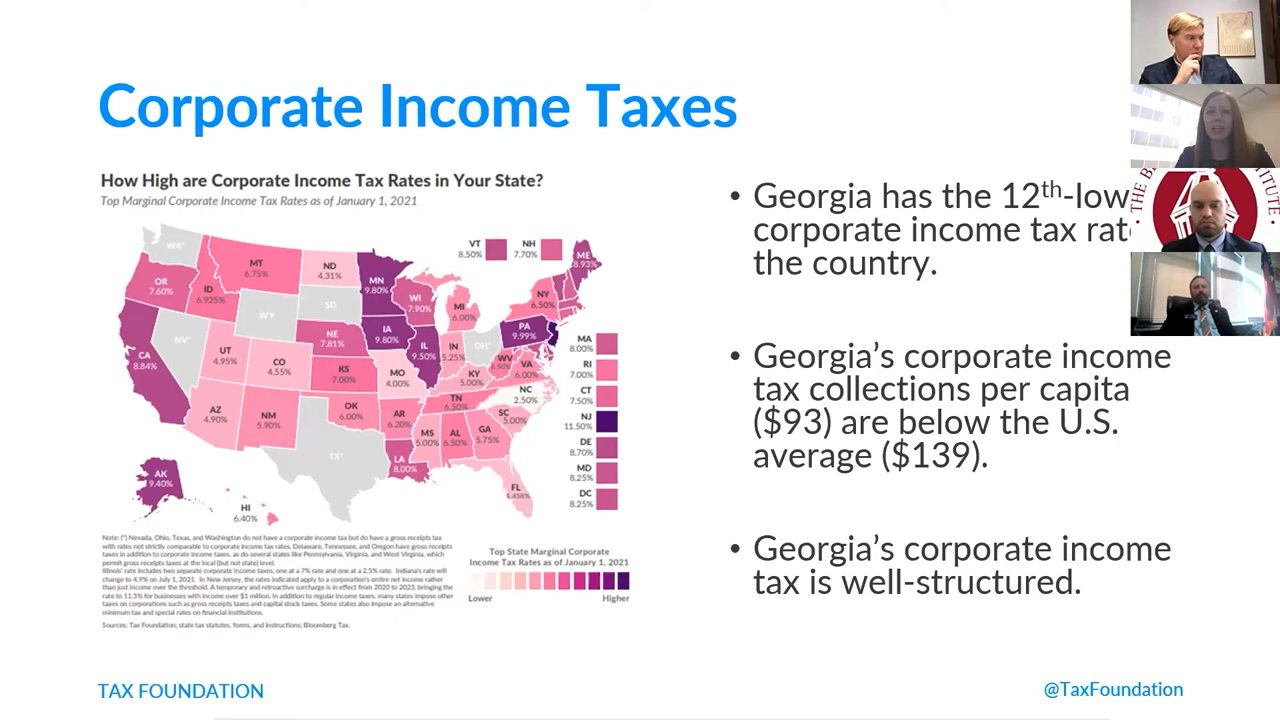 Corporate Income Taxes
How High are Corporate Income Tax Rates in Your State?
Top Marginal Corporate Income Tax Rates as of January 1, 2021
• Georgia has the 12th-low
corporate income tax rat
the country.
• Georgia's corporate income
tax collections per capita
($93) are below the U.S.
average ($139).
• Georgia's corporate income
tax is well-structured.
WA*
OR
7.60%
CA
8.84%
NV*
ID
6.925%
MT
6.75%
WY
UT
4.95%
AZ
4.90%
CO
4.55%
NM
5.90%
ND
4.31%
SD
NE
7.81%
KS
7.00%
OK
6.00%
TX*
MN
9.80%
IA
9.80%
MO
4.00%
AR
6.20%
LA
8.00%
WI
7.90%
IL
9.50%
MI
6.00%
IN
5.25%
OH*
KY
5.00%
TN
6.50%
MS
5.00%
AL
6.50%
GA
5.75%
FL
SC
5.00%
NC
2.50%
VA
6.00%
WV
6.50%
PA
9.99%
NY
6.50%
ME
8.93%
VT
8.50%
NH
7.70%
MA
8.00%
RI
7.00%
CT
7.50%
NJ
11.50%
DE
8.70%
MD
8.25%
DC
8.25%
AK
9.40%
HI
6.40%
Note: (*) Nevada, Ohio, Texas, and Washington do not have a corporate income tax but do have a gross receipts tax
with rates not strictly comparable to corporate income tax rates. Delaware, Tennessee, and Oregon have gross receipts
taxes in addition to corporate income taxes, as do several states like Pennsylvania, Virginia, and West Virginia, which
permit gross receipts taxes at the local (but not state) level.
Illinois' rate includes two separate corporate income taxes, one at a 7% rate and one at a 2.5% rate. Indiana's rate will
change to 4.9% on July 1, 2021. In New Jersey, the rates indicated apply to a corporation's entire net income rather
than just income over the threshold. A temporary and retroactive surcharge is in effect from 2020 to 2023, bringing the
rate to 11.5% for businesses with income over $1 million. In addition to regular income taxes, many states impose other
taxes on corporations such as gross receipts taxes and capital stock taxes. Some states also impose an alternative
minimum tax and special rates on financial institutions.
Sources: Tax Foundation; state tax statutes, forms, and instructions; Bloomberg Tax.
Top State Marginal Corporate
Income Tax Rates as of January 1, 2021
Lower
Higher
THE B
ITUTE
TAX FOUNDATION
@TaxFoundation